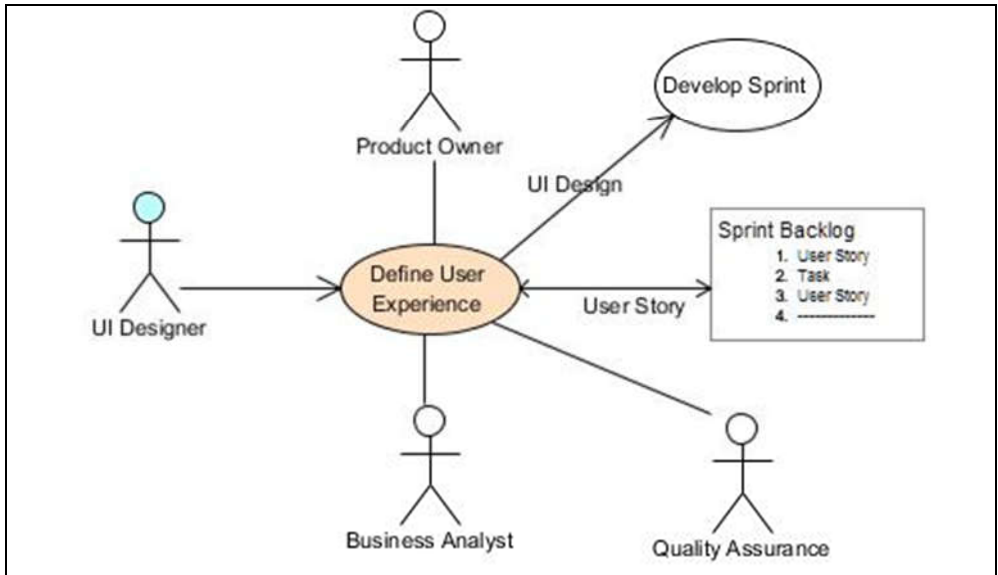 Product Owner
Develop Sprint
UI Design
Sprint Backlog
1. User Story
2. Task
3. User Story
4. --------------
Define User
Experience
User Story
UI Designer
Business Analyst
Quality Assurance